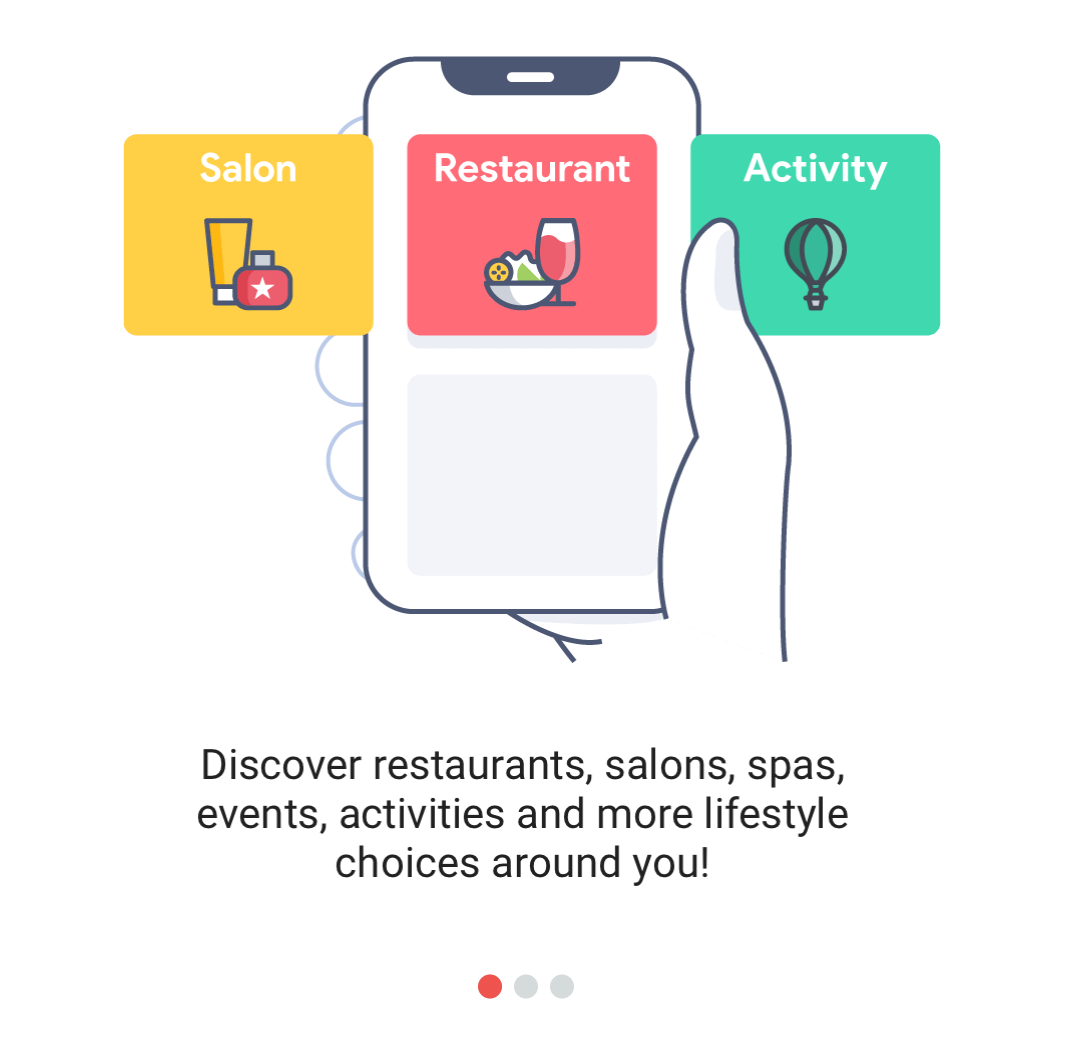 Salon
Restaurant
Activity
Discover restaurants, salons, spas,
events, activities and more lifestyle
choices around you!